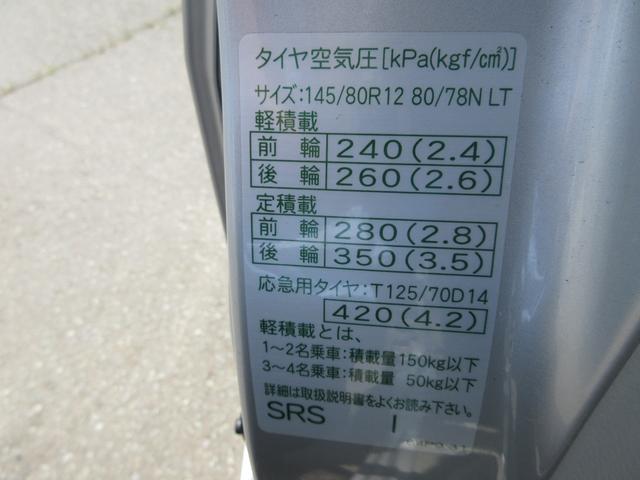 タイヤ空気圧[kPa(kgf/c㎡)]
サイズ:145/80R12 80/78N LT
軽積載
前輪 240(2.4)
後輪 260(2.6)
定積載
前輪 280(2.8)
後輪 350(3.5)
応急用タイヤ:T125/70D14
420(4.2)
軽積載とは、
1～2名乗車:積載量150kg以下
3～4名乗車:積載量 50kg以下
詳細は取扱説明書をよくお読み下さい。
SRS I